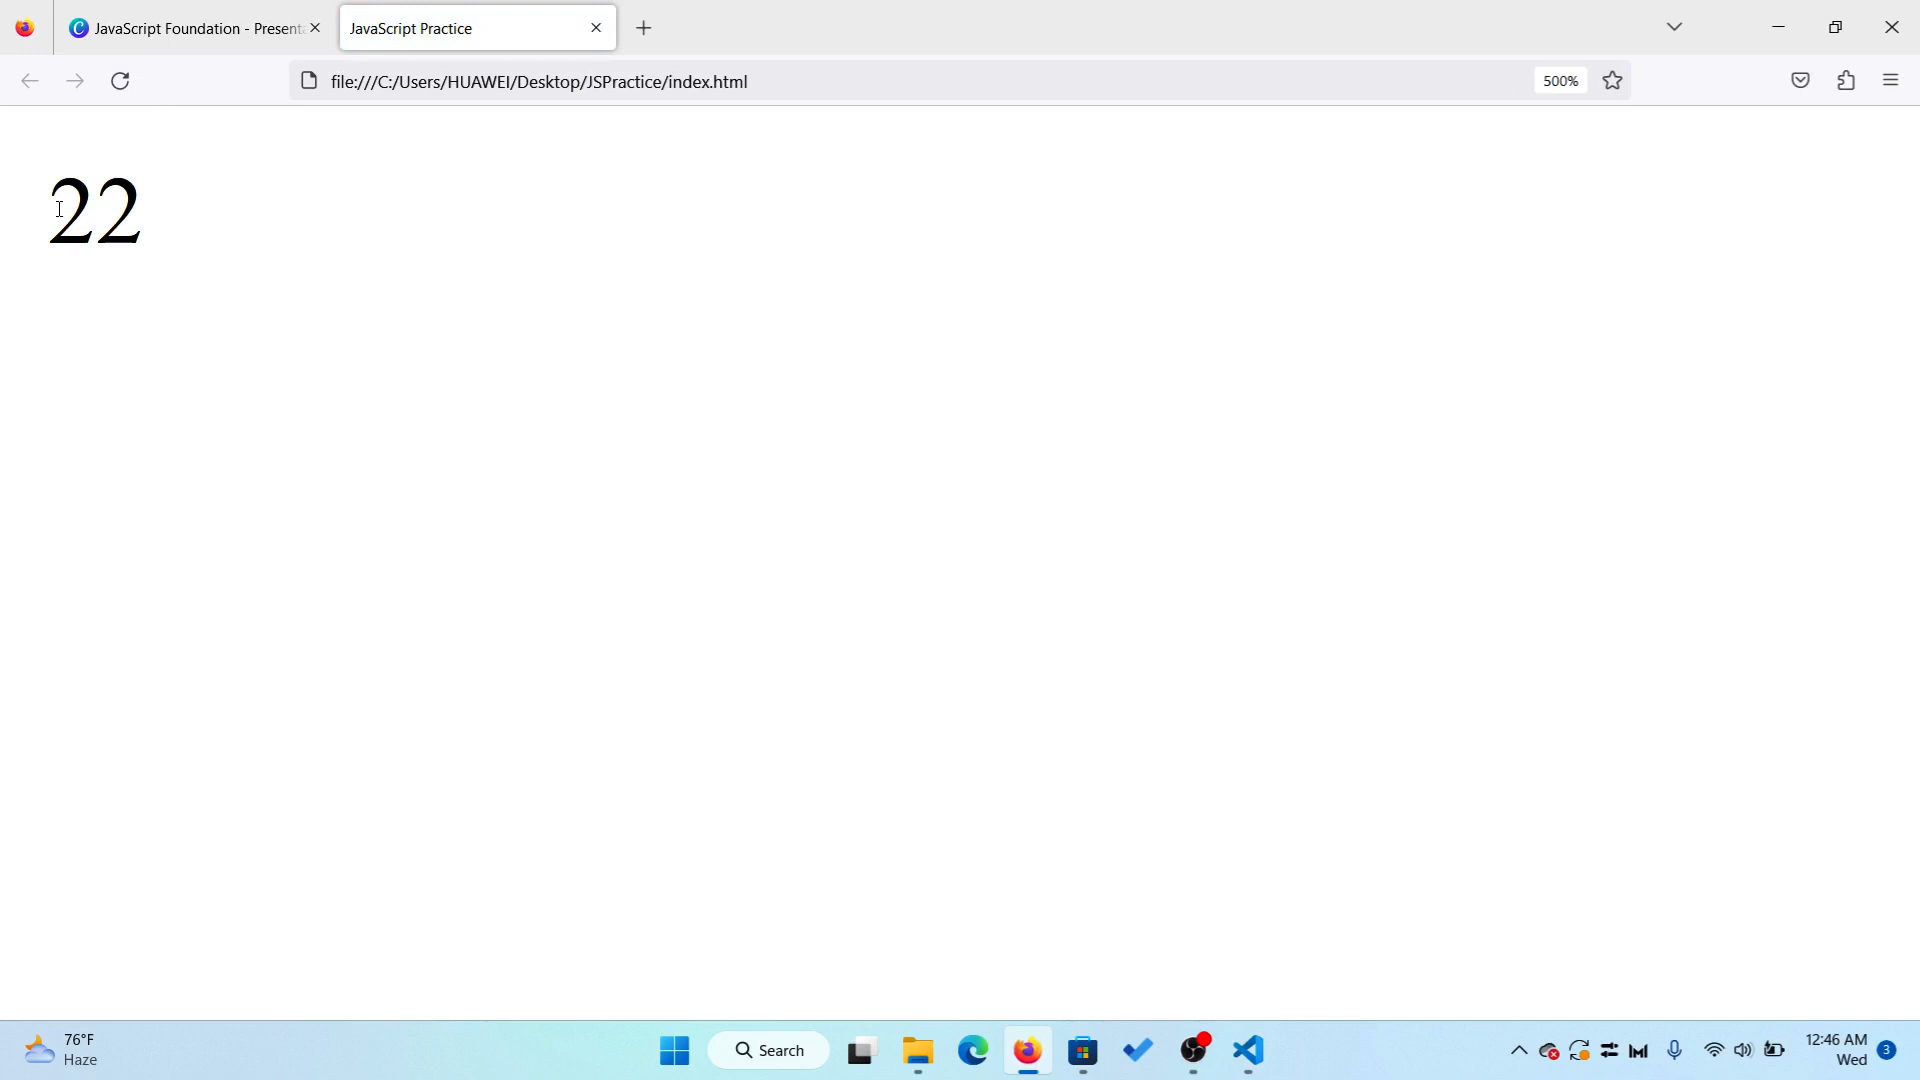 JavaScript Foundation - Present
JavaScript Practice
file:///C:/Users/HUAWEI/Desktop/JSPractice/index.html
500%
22
76°F
Haze
Search
12:46 AM
Wed
3